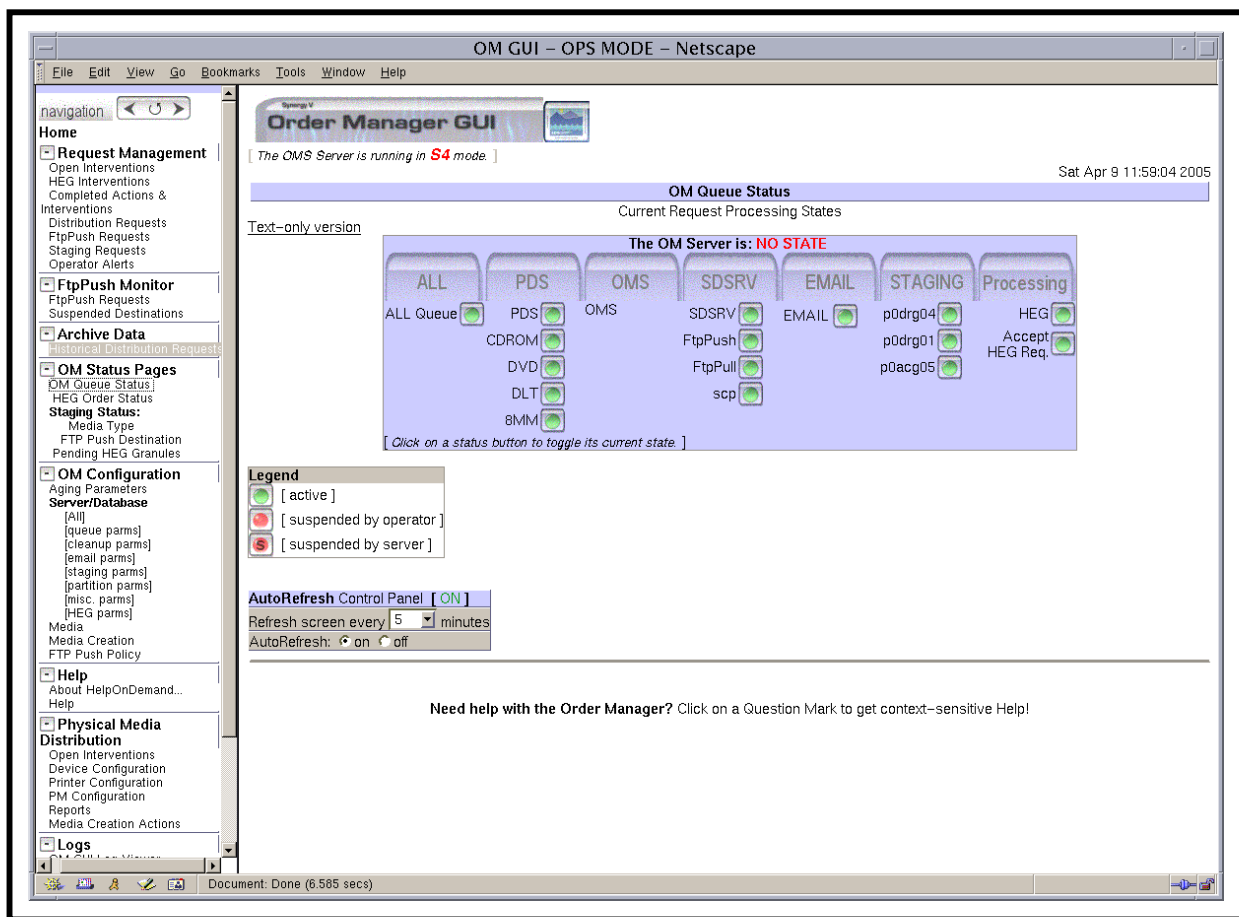 OM GUI – OPS MODE – Netscape
File Edit View Go Bookmarks Tools Window Help
navigation
Home
Request Management
Open Interventions
HEG Interventions
Completed Actions &
Interventions
Distribution Requests
FtpPush Requests
Staging Requests
Operator Alerts
FtpPush Monitor
FtpPush Requests
Suspended Destinations
Archive Data
Historical Distribution Requests
OM Status Pages
OM Queue Status
HEG Order Status
Staging Status:
Media Type
FTP Push Destination
Pending HEG Granules
OM Configuration
Aging Parameters
Server/Database
[All]
[queue parms]
[cleanup parms]
[email parms]
[staging parms]
[partition parms]
[misc. parms]
[HEG parms]
Media
Media Creation
FTP Push Policy
Help
About HelpOnDemand...
Help
Physical Media
Distribution
Open Interventions
Device Configuration
Printer Configuration
PM Configuration
Reports
Media Creation Actions
Logs
OM GUI Log Viewer
Synergy V
Order Manager GUI
[ The OMS Server is running in S4 mode. ]
Sat Apr 9 11:59:04 2005
OM Queue Status
Current Request Processing States
Text–only version
The OM Server is: NO STATE
ALL PDS OMS SDSRV EMAIL STAGING Processing
ALL Queue PDS OMS SDSRV EMAIL p0drg04 HEG
CDROM FtpPush p0drg01 Accept HEG Req.
DVD FtpPull p0acg05
DLT scp
8MM
[ Click on a status button to toggle its current state. ]
Legend
[ active ]
[ suspended by operator ]
S [ suspended by server ]
AutoRefresh Control Panel [ ON ]
Refresh screen every 5 minutes
AutoRefresh: on off
Need help with the Order Manager? Click on a Question Mark to get context–sensitive Help!
Document: Done (6.585 secs)